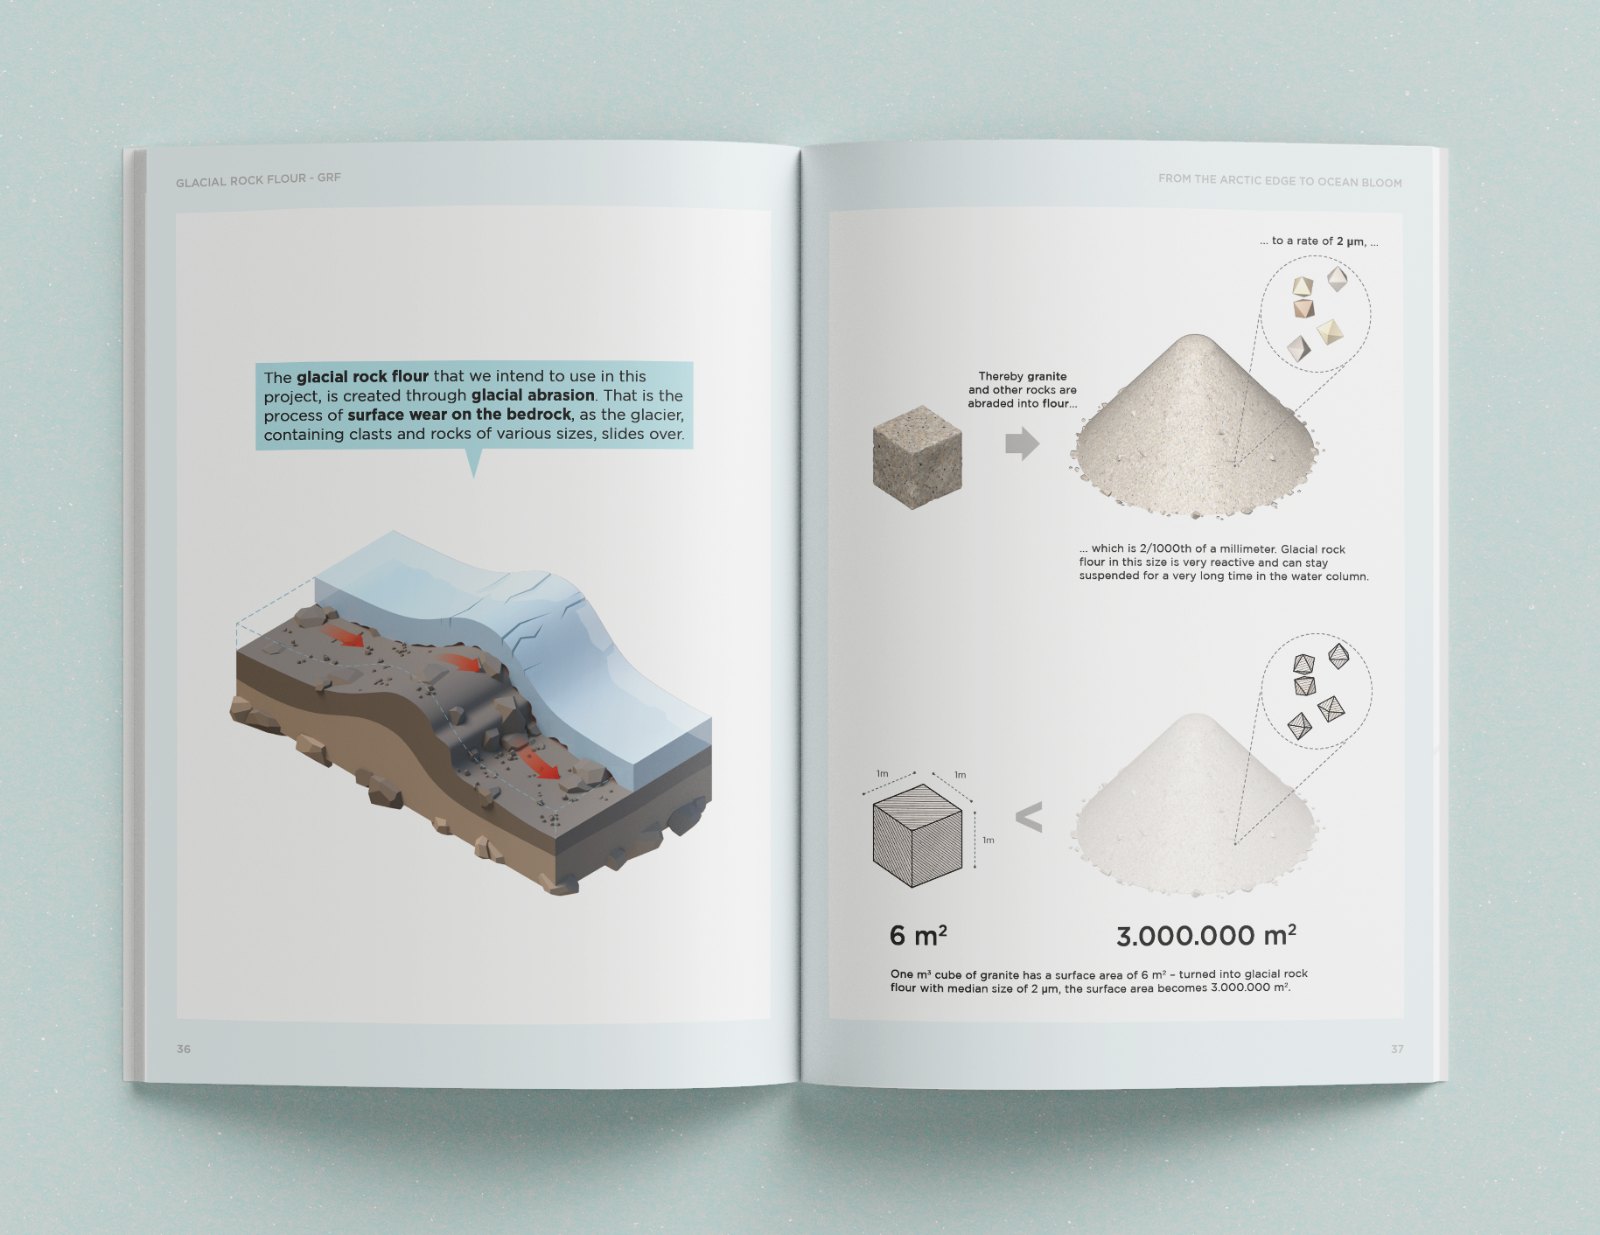 GLACIAL ROCK FLOUR - GRF
The glacial rock flour that we intend to use in this
project, is created through glacial abrasion. That is the
process of surface wear on the bedrock, as the glacier,
containing clasts and rocks of various sizes, slides over.
36
FROM THE ARCTIC EDGE TO OCEAN BLOOM
... to a rate of 2 µm, ...
Thereby granite
and other rocks are
abraded into flour...
... which is 2/1000th of a millimeter. Glacial rock
flour in this size is very reactive and can stay
suspended for a very long time in the water column.
1m
1m
1m
<
6 m²
3.000.000 m²
One m³ cube of granite has a surface area of 6 m² – turned into glacial rock
flour with median size of 2 µm, the surface area becomes 3.000.000 m².
37